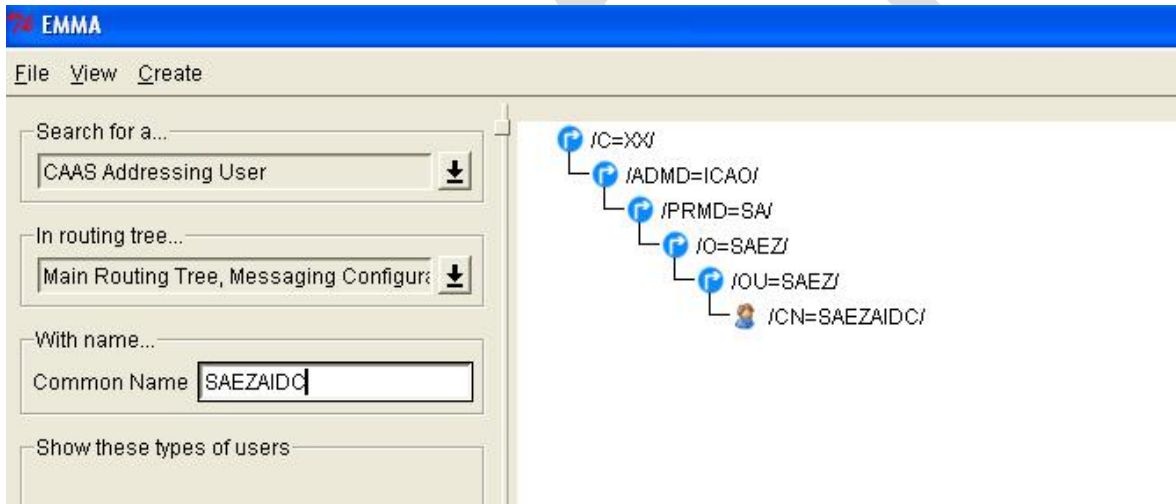 EMMA
File View Create
Search for a...
CAAS Addressing User
In routing tree...
Main Routing Tree, Messaging Configura
With name...
Common Name SAEZAIDC
Show these types of users
/C=XX/
/ADMD=ICAO/
/PRMD=SA/
/O=SAEZ/
/OU=SAEZ/
/CN=SAEZAIDC/